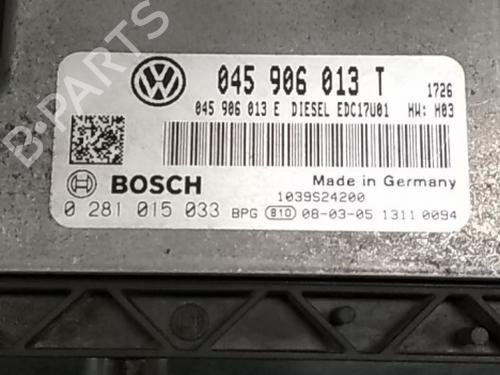 B-PARTS
045 906 013 T 1726
045 906 013 E DIESEL EDC17U01 HW: H03
BOSCH Made in Germany
1039S24200
0 281 015 033 BPG 810 08-03-05 1311 0094